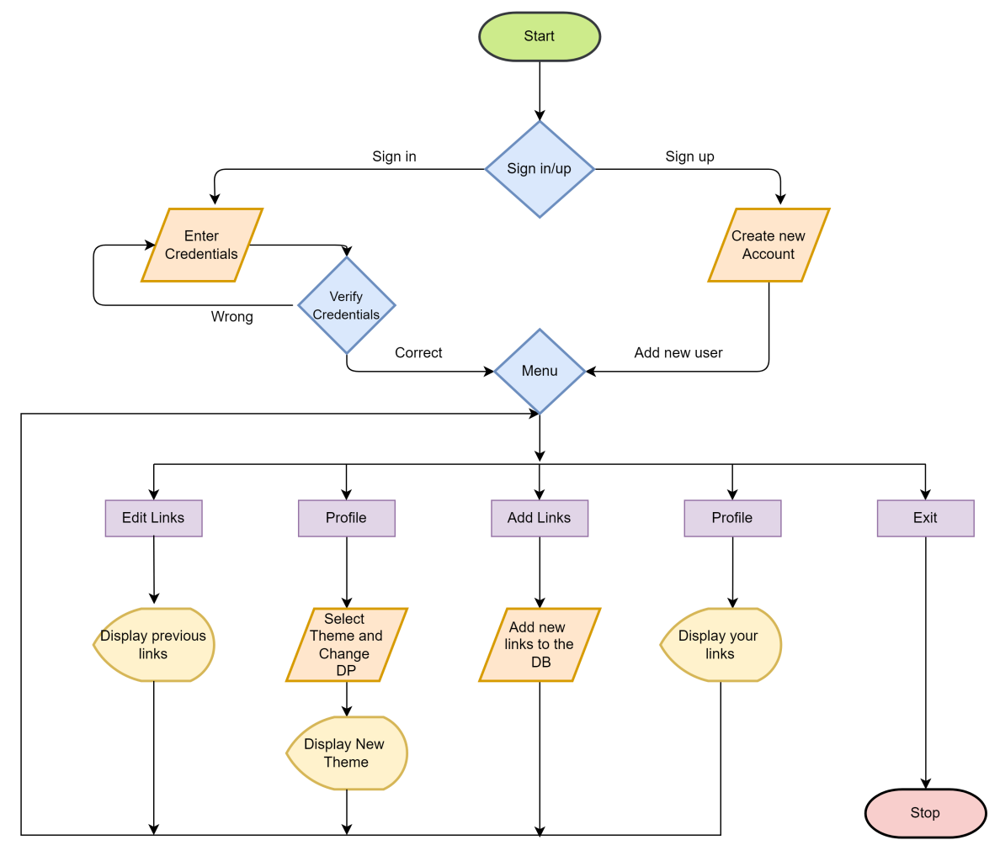 Start
Sign in
Sign in/up
Sign up
Enter
Credentials
Create new
Account
Verify
Credentials
Wrong
Correct
Menu
Add new user
Edit Links
Profile
Add Links
Profile
Exit
Display previous
links
Select
Theme and
Change
DP
Add new
links to the
DB
Display your
links
Display New
Theme
Stop